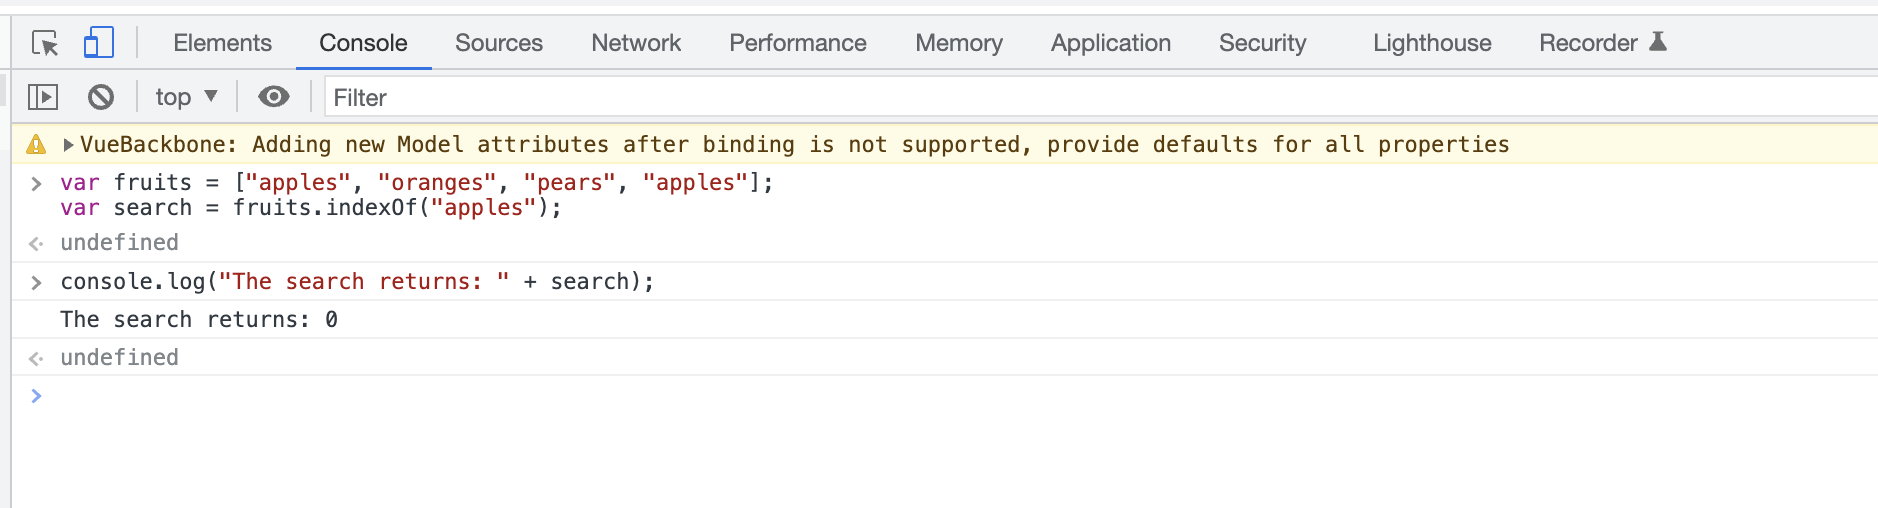 Elements Console Sources Network Performance Memory Application Security Lighthouse Recorder
top Filter
VueBackbone: Adding new Model attributes after binding is not supported, provide defaults for all properties
var fruits = ["apples", "oranges", "pears", "apples"];
var search = fruits.indexOf("apples");
undefined
console.log("The search returns: " + search);
The search returns: 0
undefined